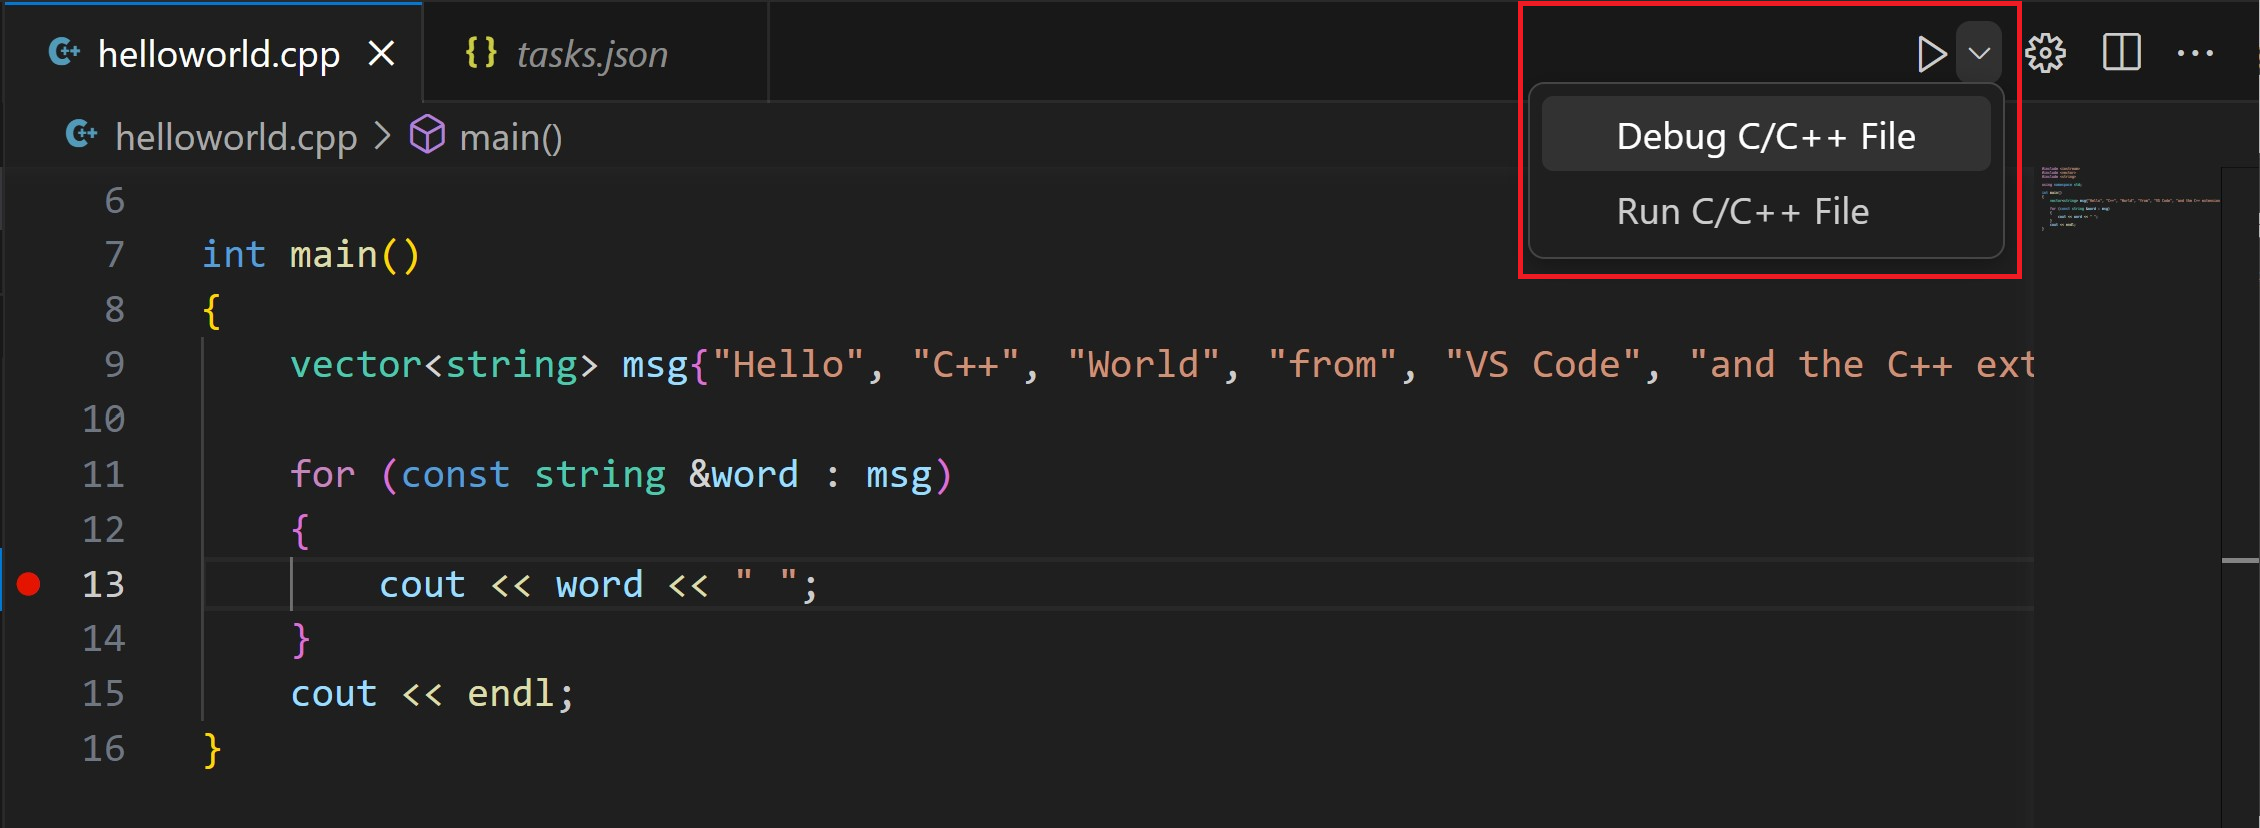 helloworld.cpp
tasks.json
helloworld.cpp > main()
Debug C/C++ File
Run C/C++ File
6
7 int main()
8 {
9 vector<string> msg{"Hello", "C++", "World", "from", "VS Code", "and the C++ ext
10
11 for (const string &word : msg)
12 {
13 cout << word << " ";
14 }
15 cout << endl;
16 }